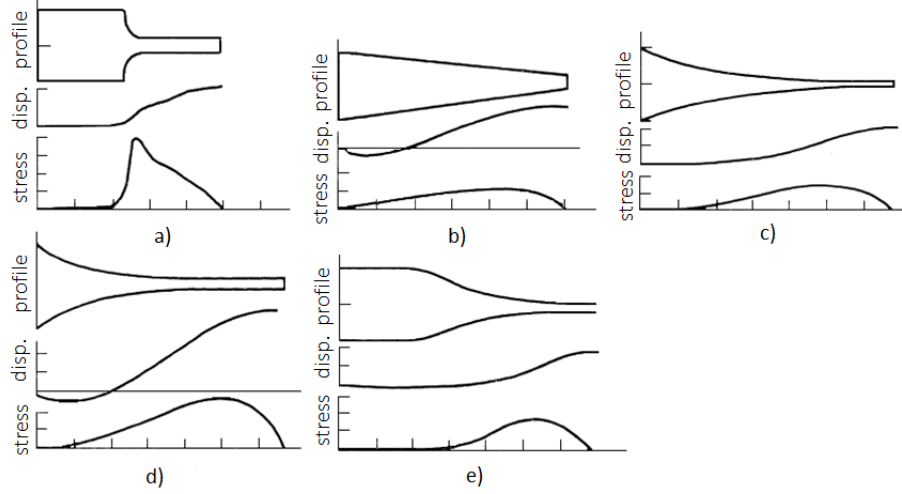 profile
disp.
stress
a)
profile
disp.
stress
b)
profile
disp.
stress
c)
profile
disp.
stress
d)
profile
disp.
stress
e)